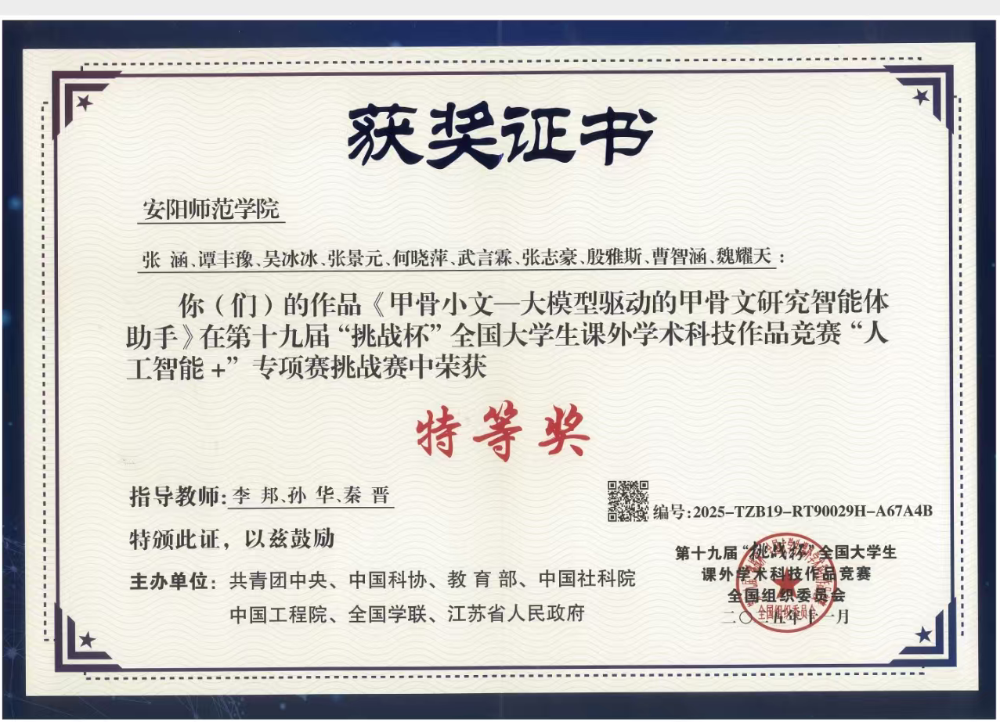 获奖证书
安阳师范学院
张 涵、谭丰豫、吴冰冰、张景元、何晓萍、武言霖、张志豪、殷雅斯、曹智涵、魏耀天：
你（们）的作品《甲骨小文—大模型驱动的甲骨文研究智能体
助手》在第十九届“挑战杯”全国大学生课外学术科技作品竞赛“人
工智能+”专项赛挑战赛中荣获
特等奖
指导教师:李 邦、孙 华、秦 晋
编号:2025-TZB19-RT90029H-A67A4B
特颁此证，以兹鼓励
第十九届“挑战杯”全国大学生
课外学术科技作品竞赛
全国组织委员会
二〇二五年十一月
主办单位：共青团中央、中国科协、教 育 部、中国社科院
中国工程院、全国学联、江苏省人民政府
全国组织委员会